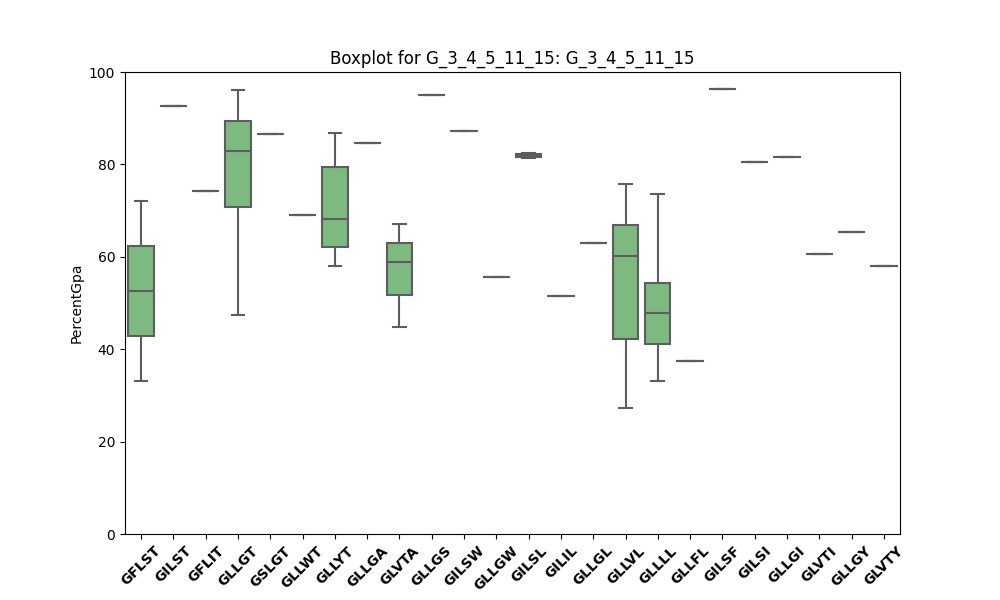 Boxplot for G_3_4_5_11_15: G_3_4_5_11_15
100
80
60
40
20
0
PercentGpa
GFLST GILST GFLIT GLLGT GSLGT GLLWT GLLYT GLLGA GLVTA GLLGS GILSW GLLGW GILSL GILIL GLLGL GLLVL GLLLL GLLFL GILSF GILSI GLLGI GLVTI GLLGY GLVTY